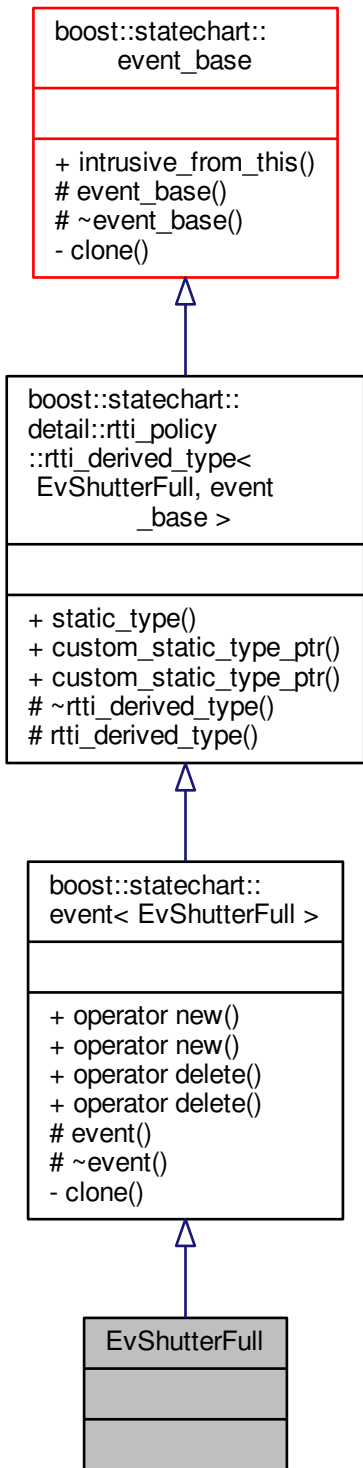 boost::statechart::
event_base
+ intrusive_from_this()
# event_base()
# ~event_base()
- clone()
boost::statechart::
detail::rtti_policy
::rtti_derived_type<
EvShutterFull, event
_base >
+ static_type()
+ custom_static_type_ptr()
+ custom_static_type_ptr()
# ~rtti_derived_type()
# rtti_derived_type()
boost::statechart::
event< EvShutterFull >
+ operator new()
+ operator new()
+ operator delete()
+ operator delete()
# event()
# ~event()
- clone()
EvShutterFull